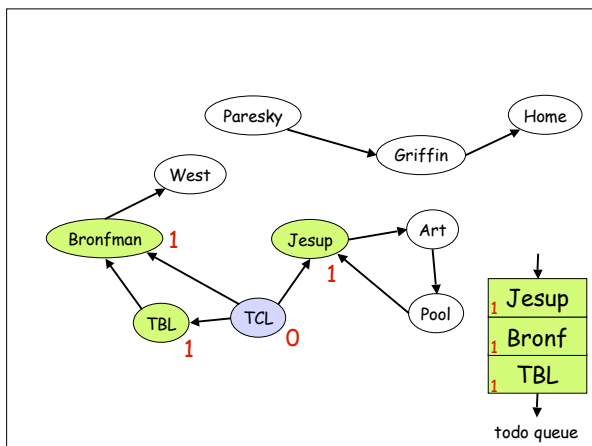 Paresky
Home
Griffin
West
Art
Bronfman
1
Jesup
1
Pool
TBL
1
TCL
0
1 Jesup
1 Bronf
1 TBL
todo queue